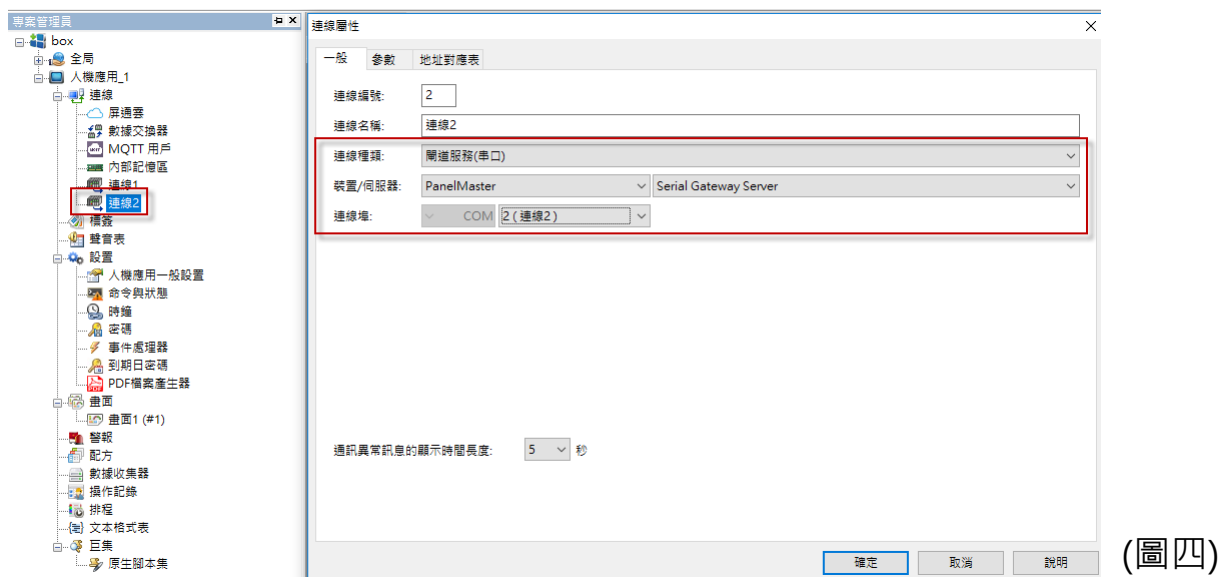 專案管理員
box
全局
人機應用_1
連線
屏通雲
數據交換器
MQTT 用戶
內部記憶區
連線1
連線2
標簽
聲音表
設置
人機應用一般設置
命令與狀態
時鐘
密碼
事件處理器
到期日密碼
PDF檔案產生器
畫面
畫面1 (#1)
警報
配方
數據收集器
操作記錄
排程
文本格式表
巨集
原生腳本集
連線屬性
一般 參數 地址對應表
連線編號: 2
連線名稱: 連線2
連線種類: 閘道服務(串口)
裝置/伺服器: PanelMaster Serial Gateway Server
連線埠: COM 2 ( 連線2 )
通訊異常訊息的顯示時間長度: 5 秒
確定 取消 說明
(圖四)